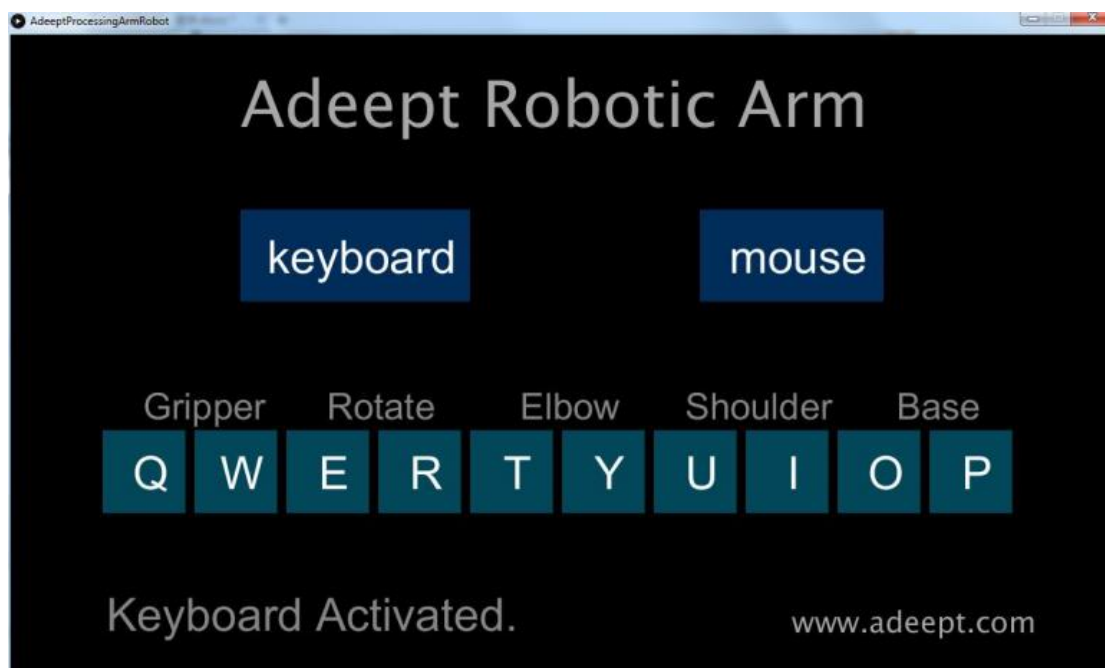 AdeeptProcessingArmRobot
Adeept Robotic Arm
keyboard mouse
Gripper Rotate Elbow Shoulder Base
Q W E R T Y U I O P
Keyboard Activated.
www.adeept.com